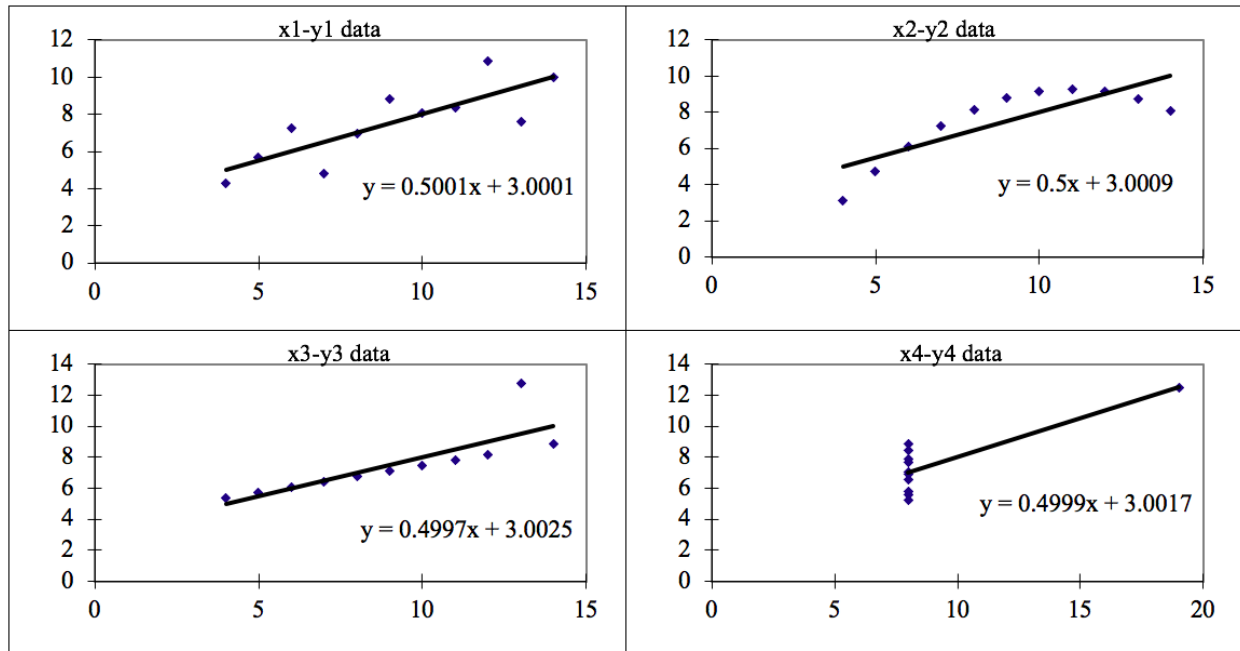 x1-y1 data
12
10
8
6
4
2
0
0 5 10 15
y = 0.5001x + 3.0001
x2-y2 data
12
10
8
6
4
2
0
0 5 10 15
y = 0.5x + 3.0009
x3-y3 data
14
12
10
8
6
4
2
0
0 5 10 15
y = 0.4997x + 3.0025
x4-y4 data
14
12
10
8
6
4
2
0
0 5 10 15 20
y = 0.4999x + 3.0017